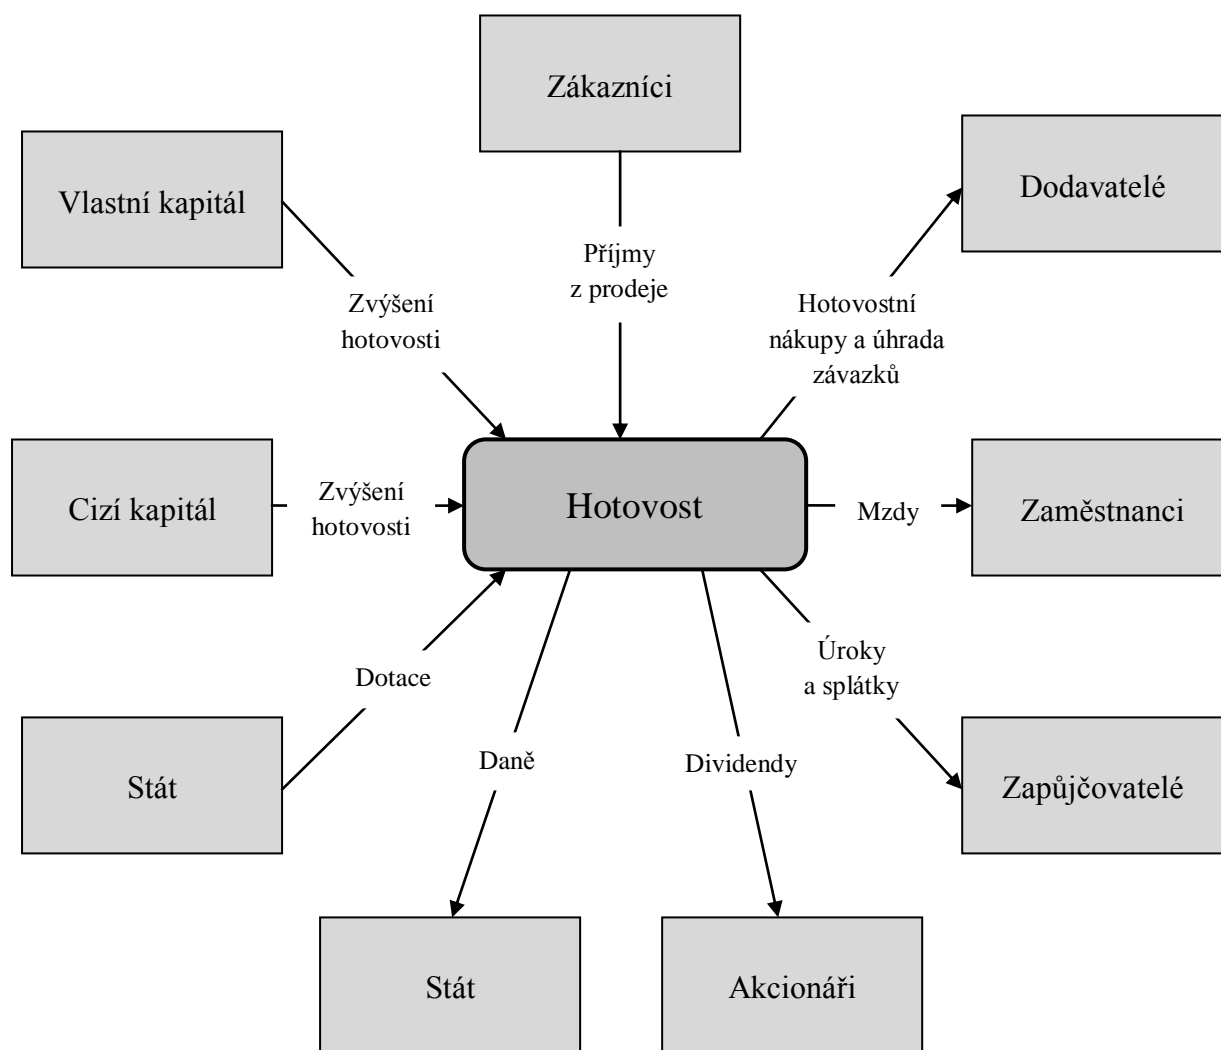 Zákazníci
Vlastní kapitál
Dodavatelé
Příjmy
z prodeje
Zvýšení
hotovosti
Hotovostní
nákupy a úhrada
závazků
Cizí kapitál
Zvýšení
hotovosti
Hotovost
Mzdy
Zaměstnanci
Dotace
Úroky
a splátky
Stát
Daně
Dividendy
Zapůjčovatelé
Stát
Akcionáři